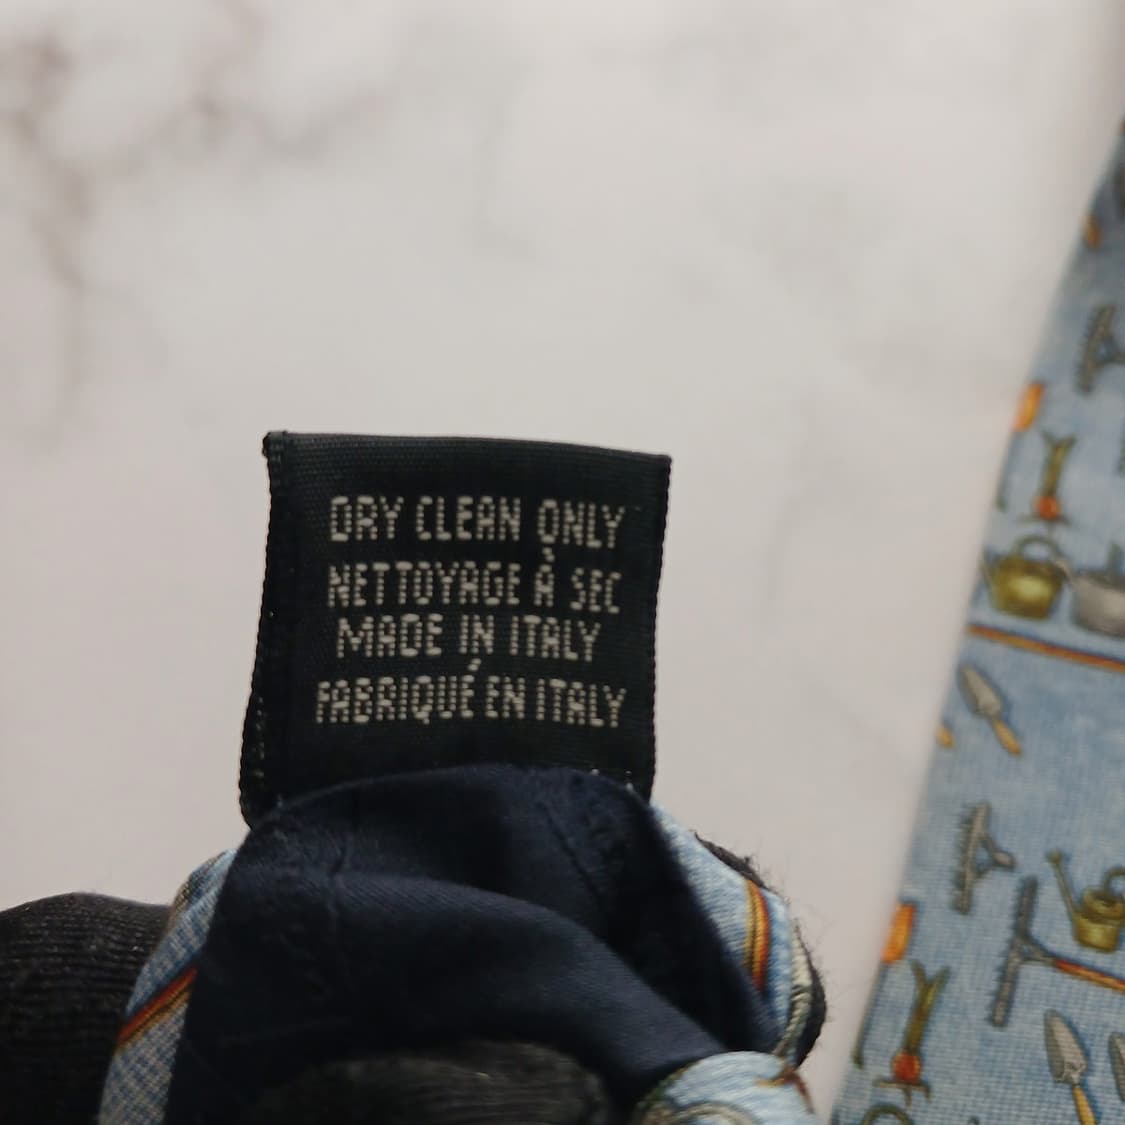 DRY CLEAN ONLY
NETTOYAGE À SEC
MADE IN ITALY
FABRIQUÉ EN ITALY